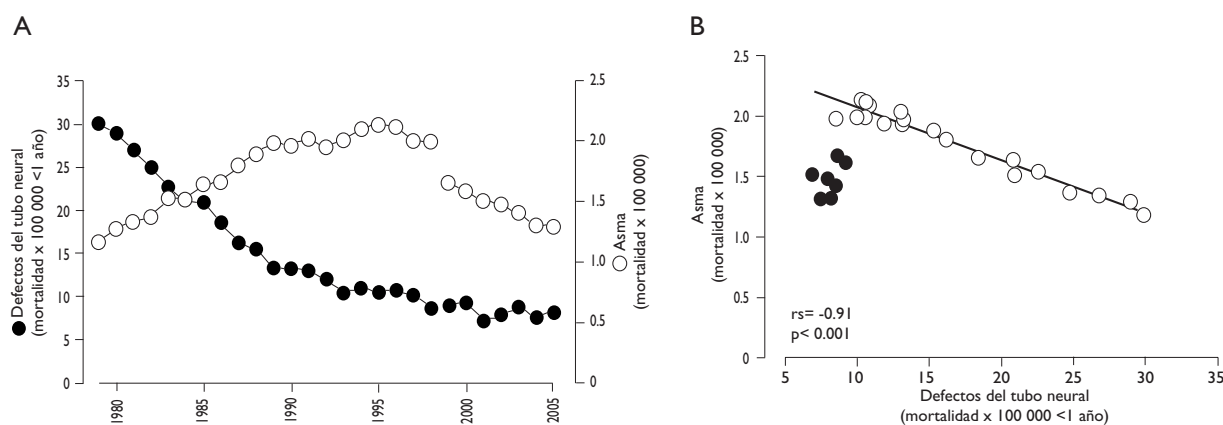 A
● Defectos del tubo neural
(mortalidad x 100 000 <1 año)
35
30
25
20
15
10
5
0
1980
1985
1990
1995
2000
2005
2.5
2.0
1.5
1.0
0.5
0
○ Asma
(mortalidad x 100 000)
B
Asma
(mortalidad x 100 000)
2.5
2.0
1.5
1.0
0.5
0
rs= -0.91
p< 0.001
5
10
15
20
25
30
35
Defectos del tubo neural
(mortalidad x 100 000 <1 año)